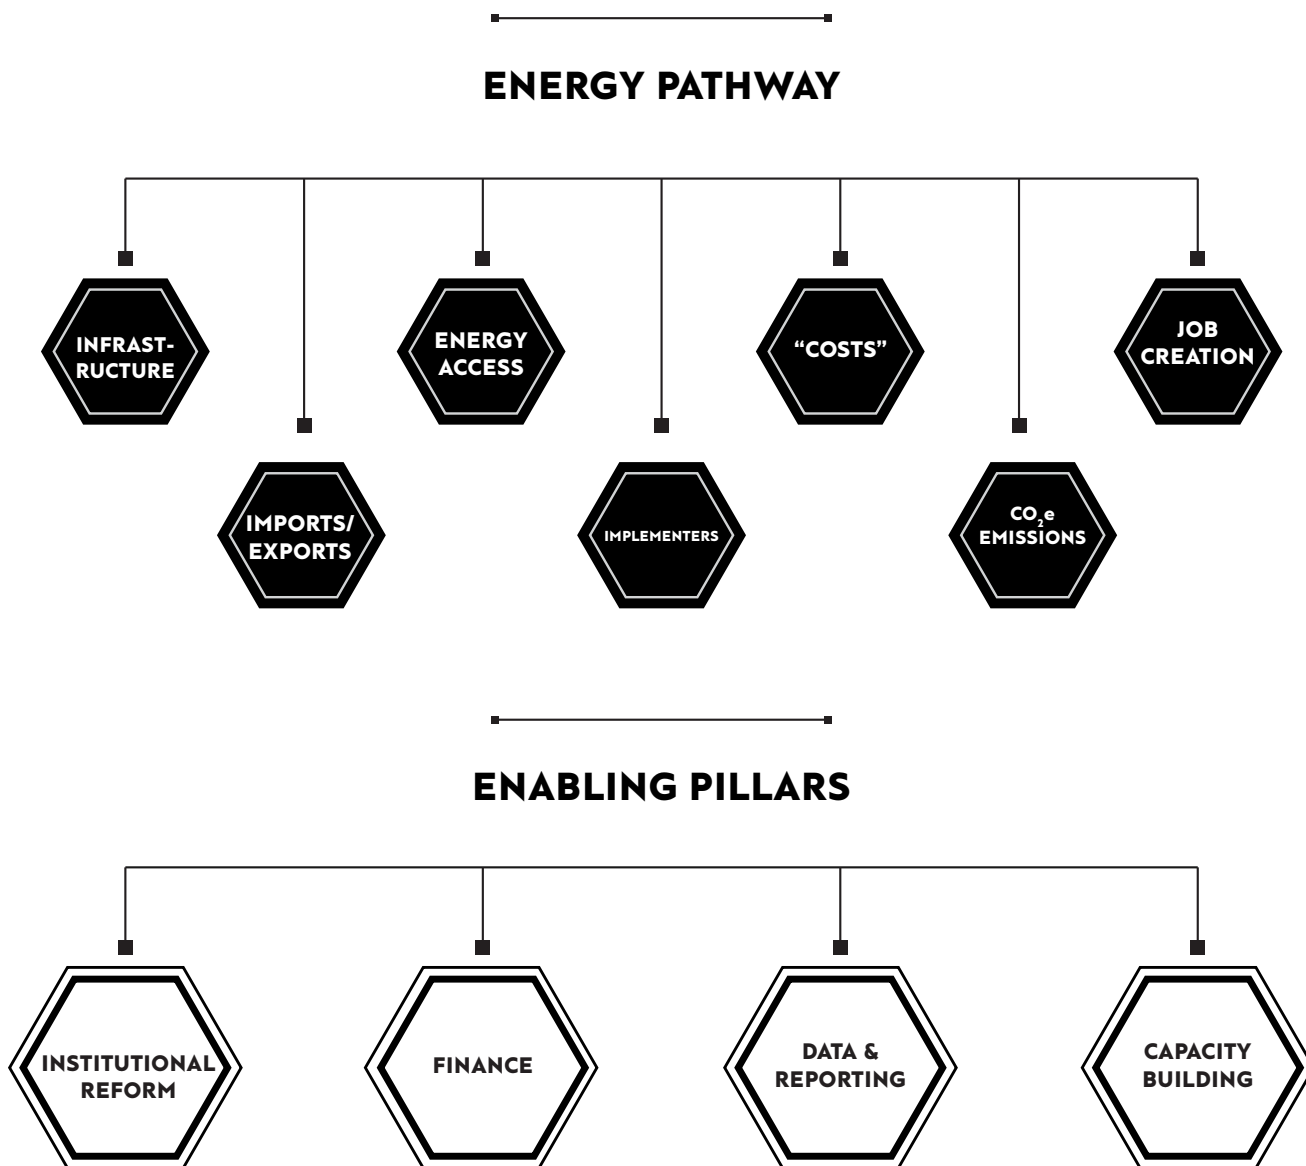 ENERGY PATHWAY
INFRAST-
RUCTURE
ENERGY
ACCESS
“COSTS”
JOB
CREATION
IMPORTS/
EXPORTS
IMPLEMENTERS
CO₂e
EMISSIONS
ENABLING PILLARS
INSTITUTIONAL
REFORM
FINANCE
DATA &
REPORTING
CAPACITY
BUILDING